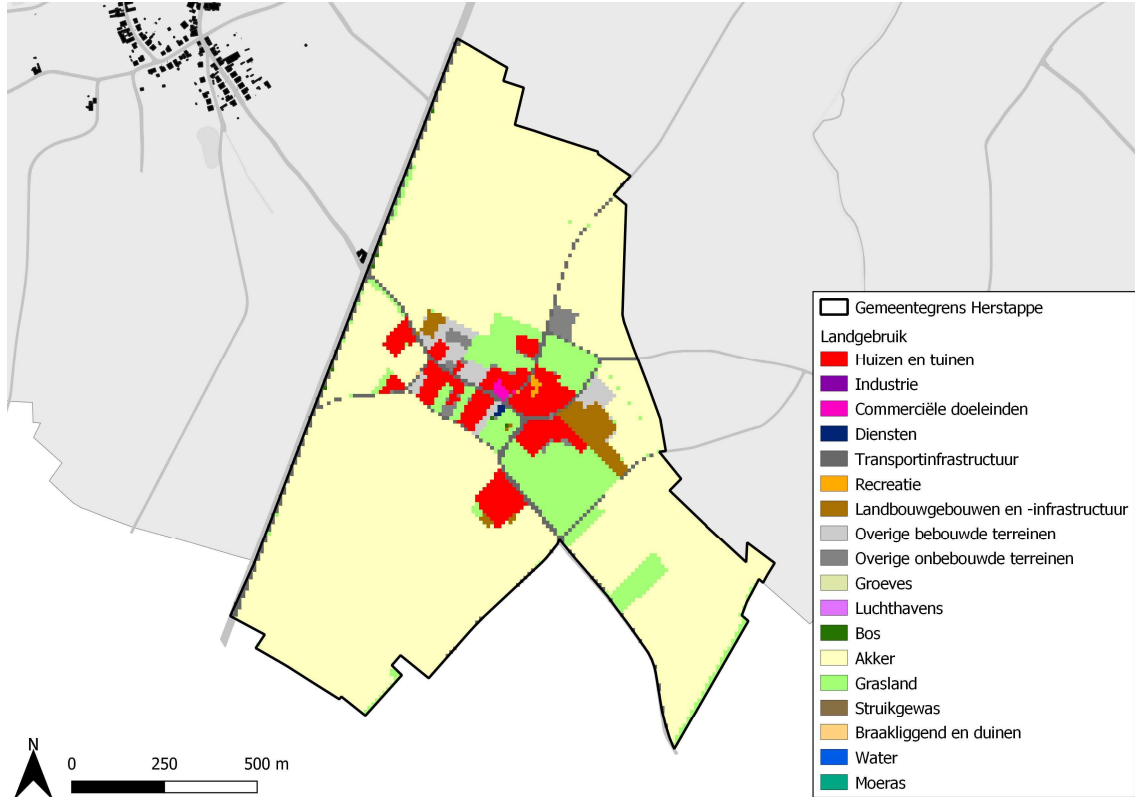 Gemeentegrens Herstappe
Landgebruik
Huizen en tuinen
Industrie
Commerciële doeleinden
Diensten
Transportinfrastructuur
Recreatie
Landbouwgebouwen en -infrastructuur
Overige bebouwde terreinen
Overige onbebouwde terreinen
Groeves
Luchthavens
Bos
Akker
Grasland
Struikgewas
Braakliggend en duinen
Water
Moeras
N
0 250 500 m